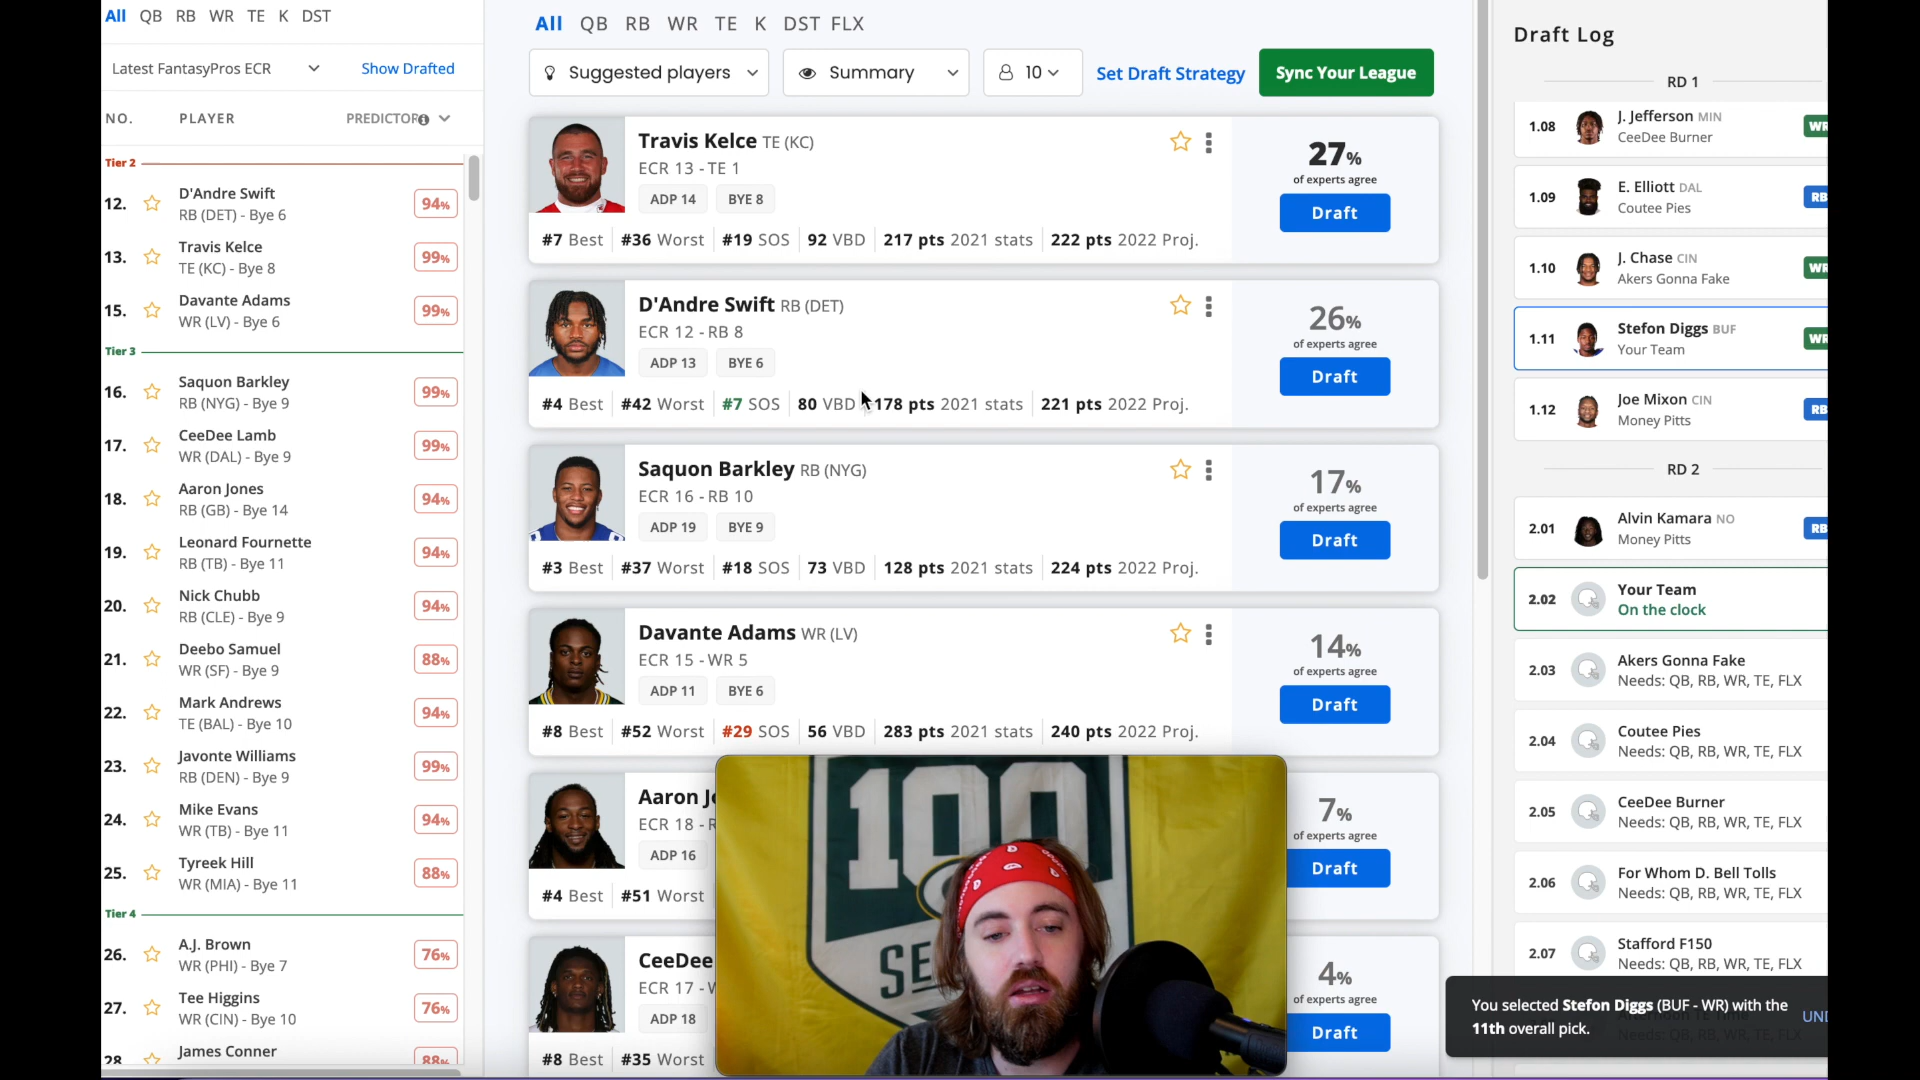 All QB RB WR TE K DST
Latest FantasyPros ECR Show Drafted
NO. PLAYER PREDICTOR
Tier 2
12. D'Andre Swift 94%
RB (DET) - Bye 6
13. Travis Kelce 99%
TE (KC) - Bye 8
15. Davante Adams 99%
WR (LV) - Bye 6
Tier 3
16. Saquon Barkley 99%
RB (NYG) - Bye 9
17. CeeDee Lamb 99%
WR (DAL) - Bye 9
18. Aaron Jones 94%
RB (GB) - Bye 14
19. Leonard Fournette 94%
RB (TB) - Bye 11
20. Nick Chubb 94%
RB (CLE) - Bye 9
21. Deebo Samuel 88%
WR (SF) - Bye 9
22. Mark Andrews 94%
TE (BAL) - Bye 10
23. Javonte Williams 99%
RB (DEN) - Bye 9
24. Mike Evans 94%
WR (TB) - Bye 11
25. Tyreek Hill 88%
WR (MIA) - Bye 11
Tier 4
26. A.J. Brown 76%
WR (PHI) - Bye 7
27. Tee Higgins 76%
WR (CIN) - Bye 10
28. James Conner 88%
All QB RB WR TE K DST FLX
Suggested players Summary 10 Set Draft Strategy Sync Your League
Travis Kelce TE (KC)
ECR 13 - TE 1
ADP 14 BYE 8
#7 Best #36 Worst #19 SOS 92 VBD 217 pts 2021 stats 222 pts 2022 Proj.
27%
of experts agree
Draft
D'Andre Swift RB (DET)
ECR 12 - RB 8
ADP 13 BYE 6
#4 Best #42 Worst #7 SOS 80 VBD 178 pts 2021 stats 221 pts 2022 Proj.
26%
of experts agree
Draft
Saquon Barkley RB (NYG)
ECR 16 - RB 10
ADP 19 BYE 9
#3 Best #37 Worst #18 SOS 73 VBD 128 pts 2021 stats 224 pts 2022 Proj.
17%
of experts agree
Draft
Davante Adams WR (LV)
ECR 15 - WR 5
ADP 11 BYE 6
#8 Best #52 Worst #29 SOS 56 VBD 283 pts 2021 stats 240 pts 2022 Proj.
14%
of experts agree
Draft
Aaron Jo
ECR 18 - R
ADP 16
#4 Best #51 Worst
7%
of experts agree
Draft
CeeDee
ECR 17 - W
ADP 18
#8 Best #35 Worst
4%
of experts agree
Draft
100
SE
Draft Log
RD 1
1.08 J. Jefferson MIN WR
CeeDee Burner
1.09 E. Elliott DAL RB
Coutee Pies
1.10 J. Chase CIN WR
Akers Gonna Fake
1.11 Stefon Diggs BUF WR
Your Team
1.12 Joe Mixon CIN RB
Money Pitts
RD 2
2.01 Alvin Kamara NO RB
Money Pitts
2.02 Your Team
On the clock
2.03 Akers Gonna Fake
Needs: QB, RB, WR, TE, FLX
2.04 Coutee Pies
Needs: QB, RB, WR, TE, FLX
2.05 CeeDee Burner
Needs: QB, RB, WR, TE, FLX
2.06 For Whom D. Bell Tolls
Needs: QB, RB, WR, TE, FLX
2.07 Stafford F150
Needs: QB, RB, WR, TE, FLX
You selected Stefon Diggs (BUF - WR) with the
11th overall pick. UND